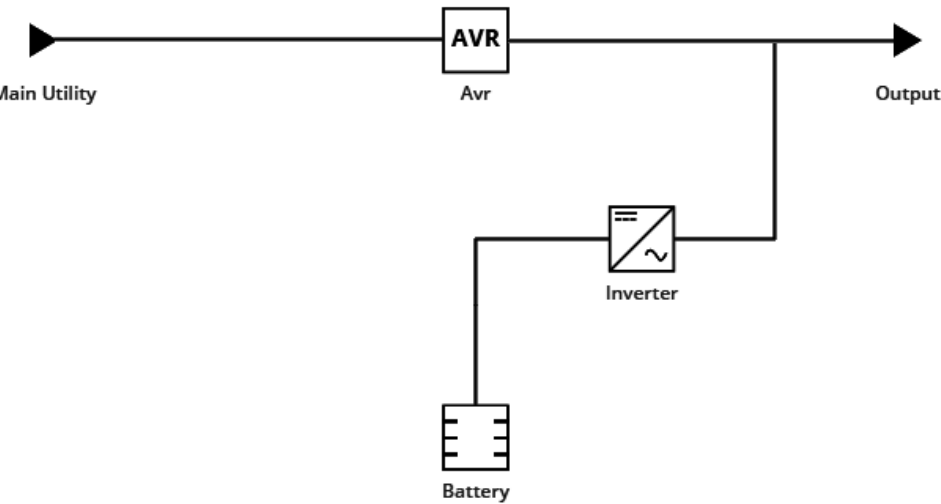 AVR
Main Utility
Avr
Output
Inverter
Battery